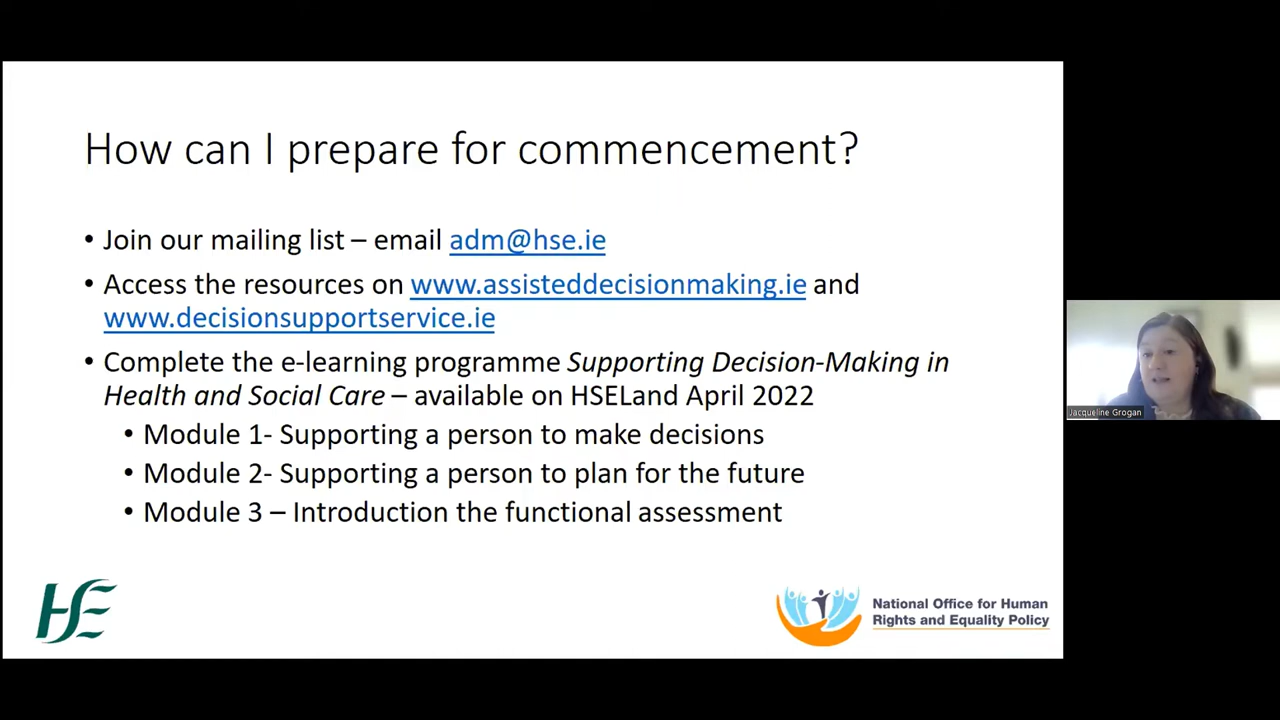 How can I prepare for commencement?
• Join our mailing list – email adm@hse.ie
• Access the resources on www.assisteddecisionmaking.ie and
www.decisionsupportservice.ie
• Complete the e-learning programme Supporting Decision-Making in
Health and Social Care – available on HSELand April 2022
• Module 1- Supporting a person to make decisions
• Module 2- Supporting a person to plan for the future
• Module 3 – Introduction the functional assessment
Jacqueline Grogan
HSE
National Office for Human
Rights and Equality Policy